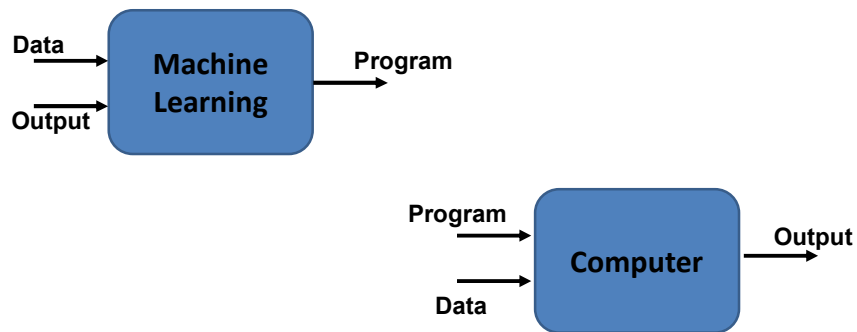 Data
Machine
Learning
Program
Output
Program
Computer
Output
Data